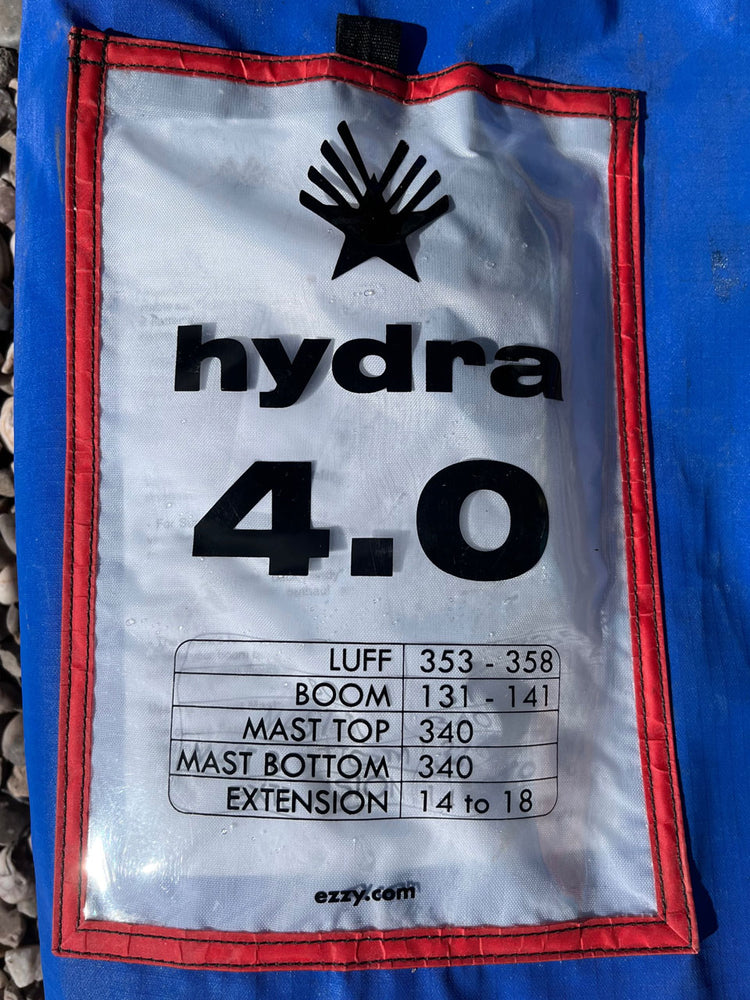 hydra
4.0
LUFF 353 - 358
BOOM 131 - 141
MAST TOP 340
MAST BOTTOM 340
EXTENSION 14 to 18
ezzy.com